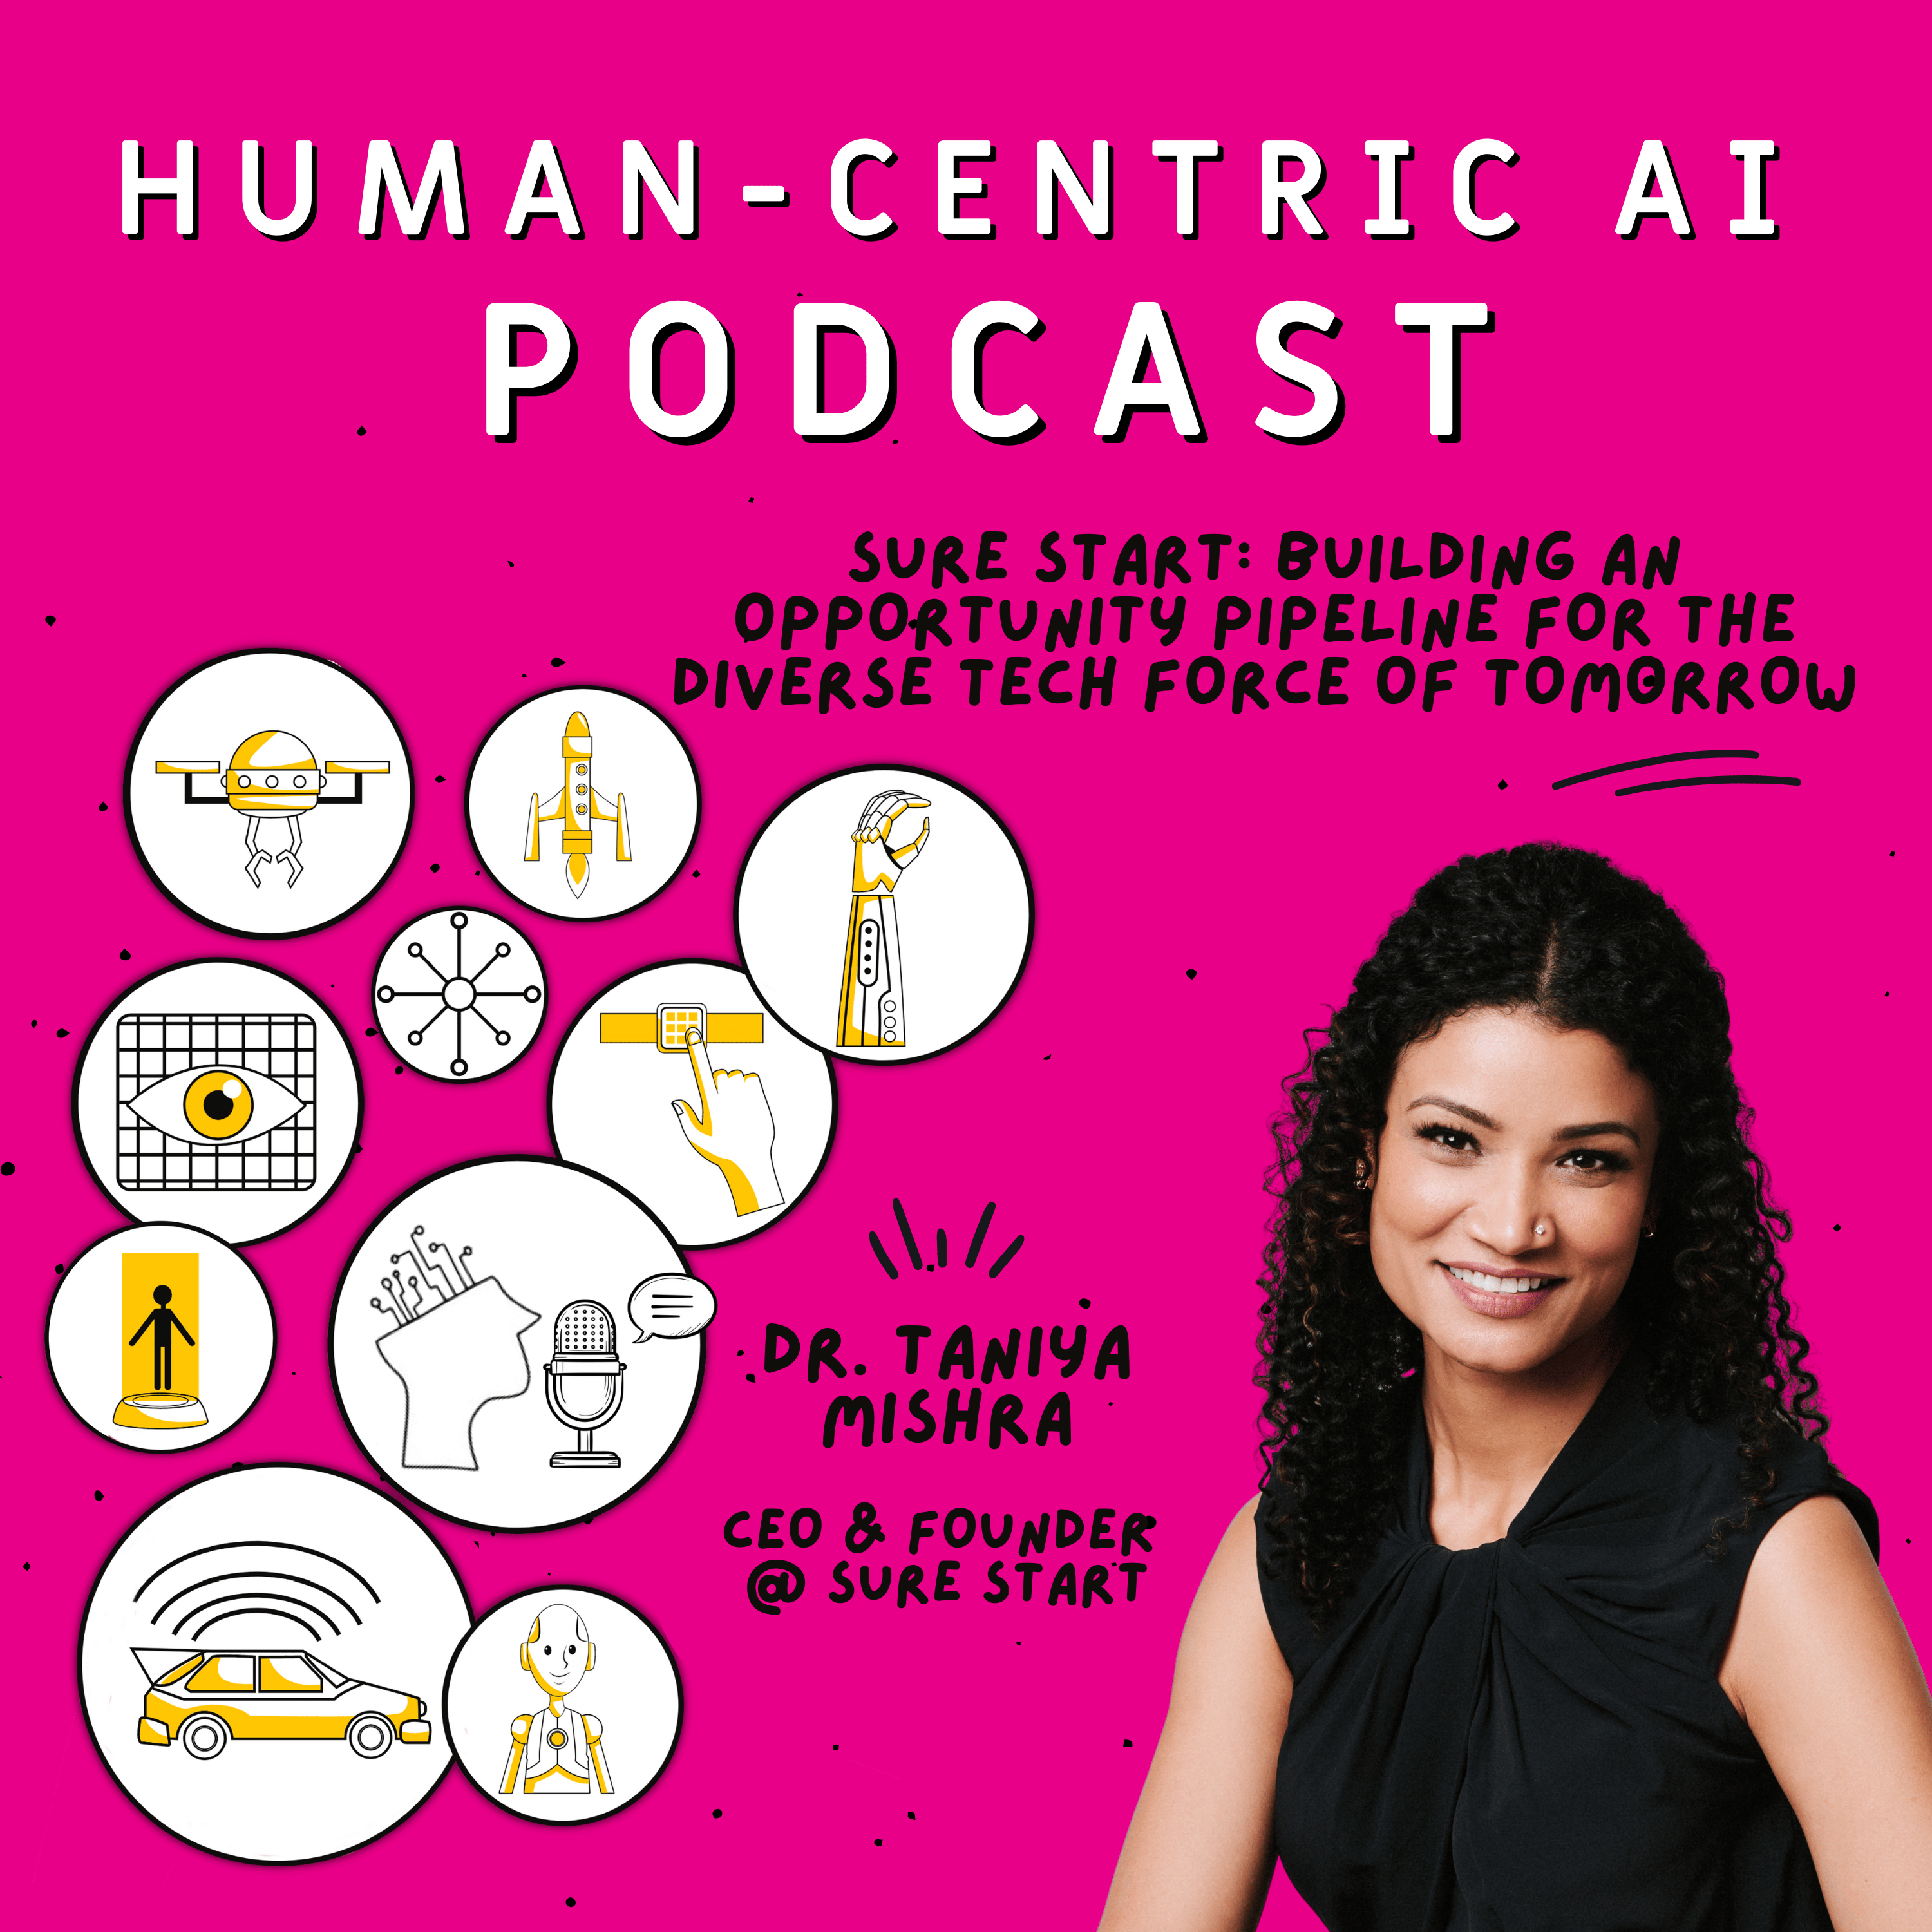 HUMAN-CENTRIC AI
PODCAST
SURE START: BUILDING AN
OPPORTUNITY PIPELINE FOR THE
DIVERSE TECH FORCE OF TOMORROW
DR. TANIYA
MISHRA
CEO & FOUNDER
@ SURE START